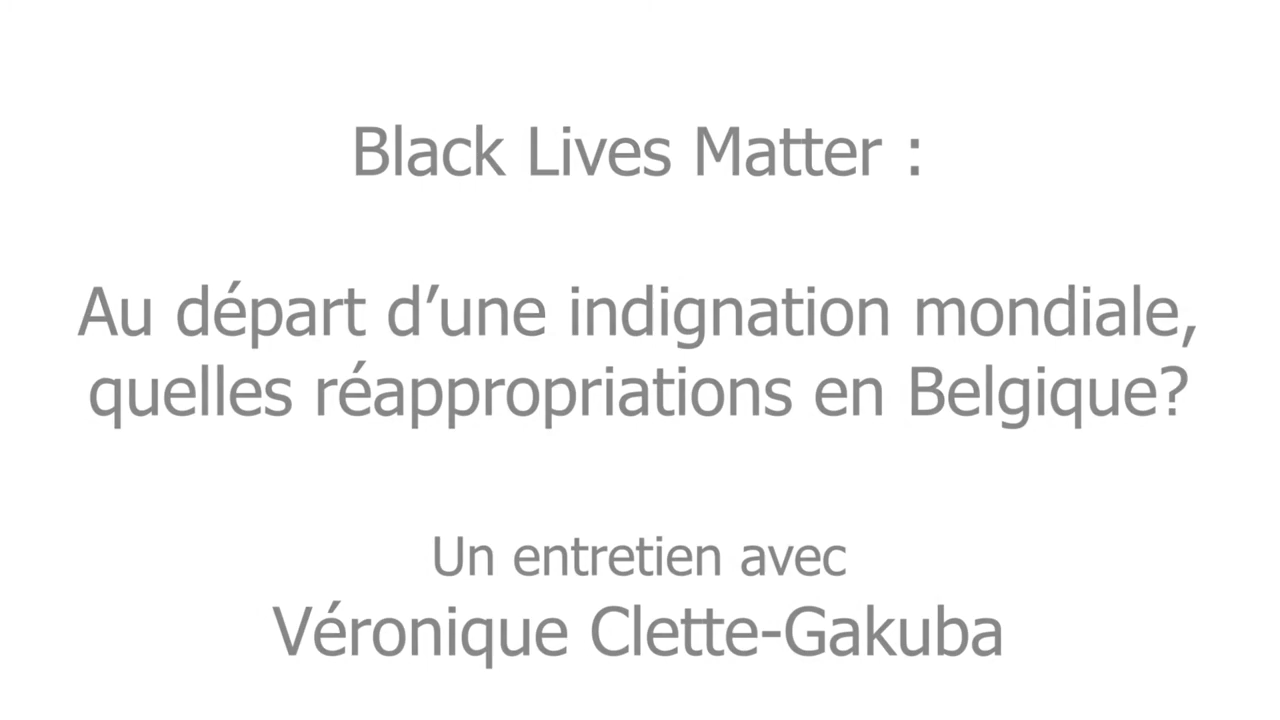 Black Lives Matter :
Au départ d’une indignation mondiale,
quelles réappropriations en Belgique?
Un entretien avec
Véronique Clette-Gakuba